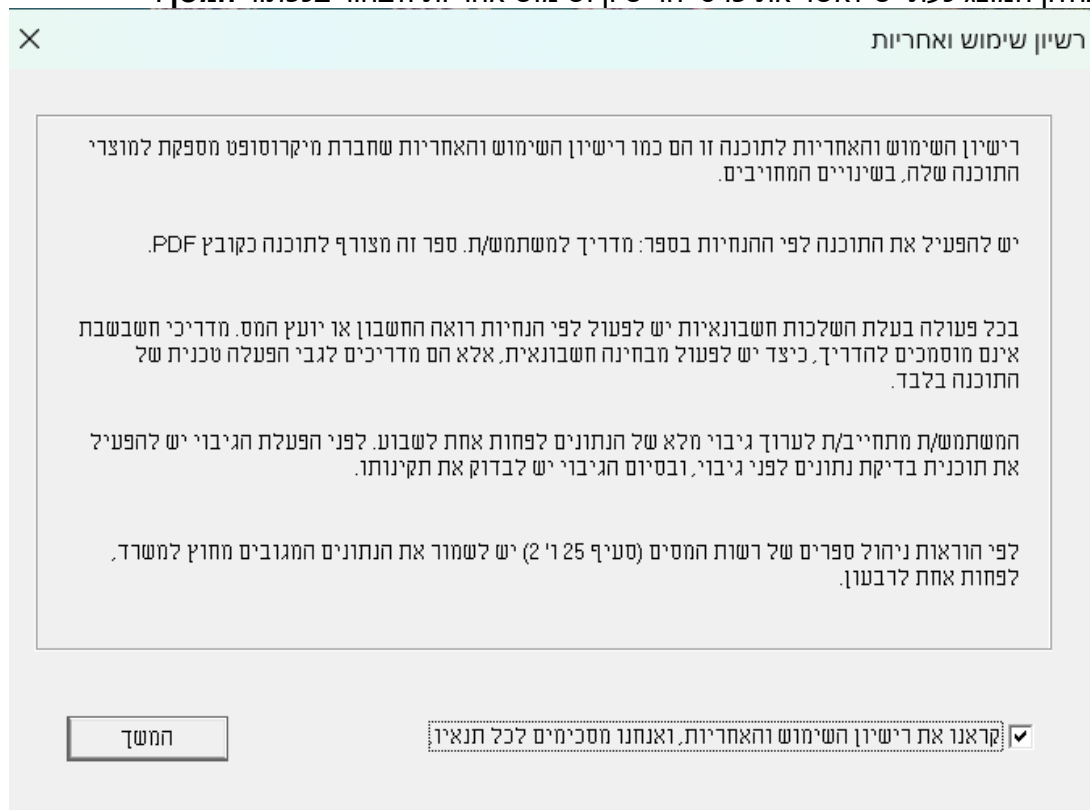 רשיון שימוש ואחריות
רישיון השימוש והאחריות לתוכנה זו הם כמו רישיון השימוש והאחריות שחברת מיקרוסופט מספקת למוצרי
התוכנה שלה, בשינויים המחויבים.
יש להפעיל את התוכנה לפי ההנחיות בספר: מדריך למשתמש/ת. ספר זה מצורף לתוכנה כקובץ PDF.
בכל פעולה בעלת השלכות חשבונאיות יש לפעול לפי הנחיות רואה החשבון או יועץ המס. מדריכי חשבשבת
אינם מוסמכים להדריך, כיצד יש לפעול מבחינה חשבונאית, אלא הם מדריכים לגבי הפעלה טכנית של
התוכנה בלבד.
המשתמש/ת מתחייב/ת לערוך גיבוי מלא של הנתונים לפחות אחת לשבוע. לפני הפעלת הגיבוי יש להפעיל
את תוכנית בדיקת נתונים לפני גיבוי, ובסיום הגיבוי יש לבדוק את תקינותו.
לפי הוראות ניהול ספרים של רשות המסים (סעיף 25 ו' 2) יש לשמור את הנתונים המגובים מחוץ למשרד,
לפחות אחת לרבעון.
קראנו את רישיון השימוש והאחריות, ואנחנו מסכימים לכל תנאיו
המשך